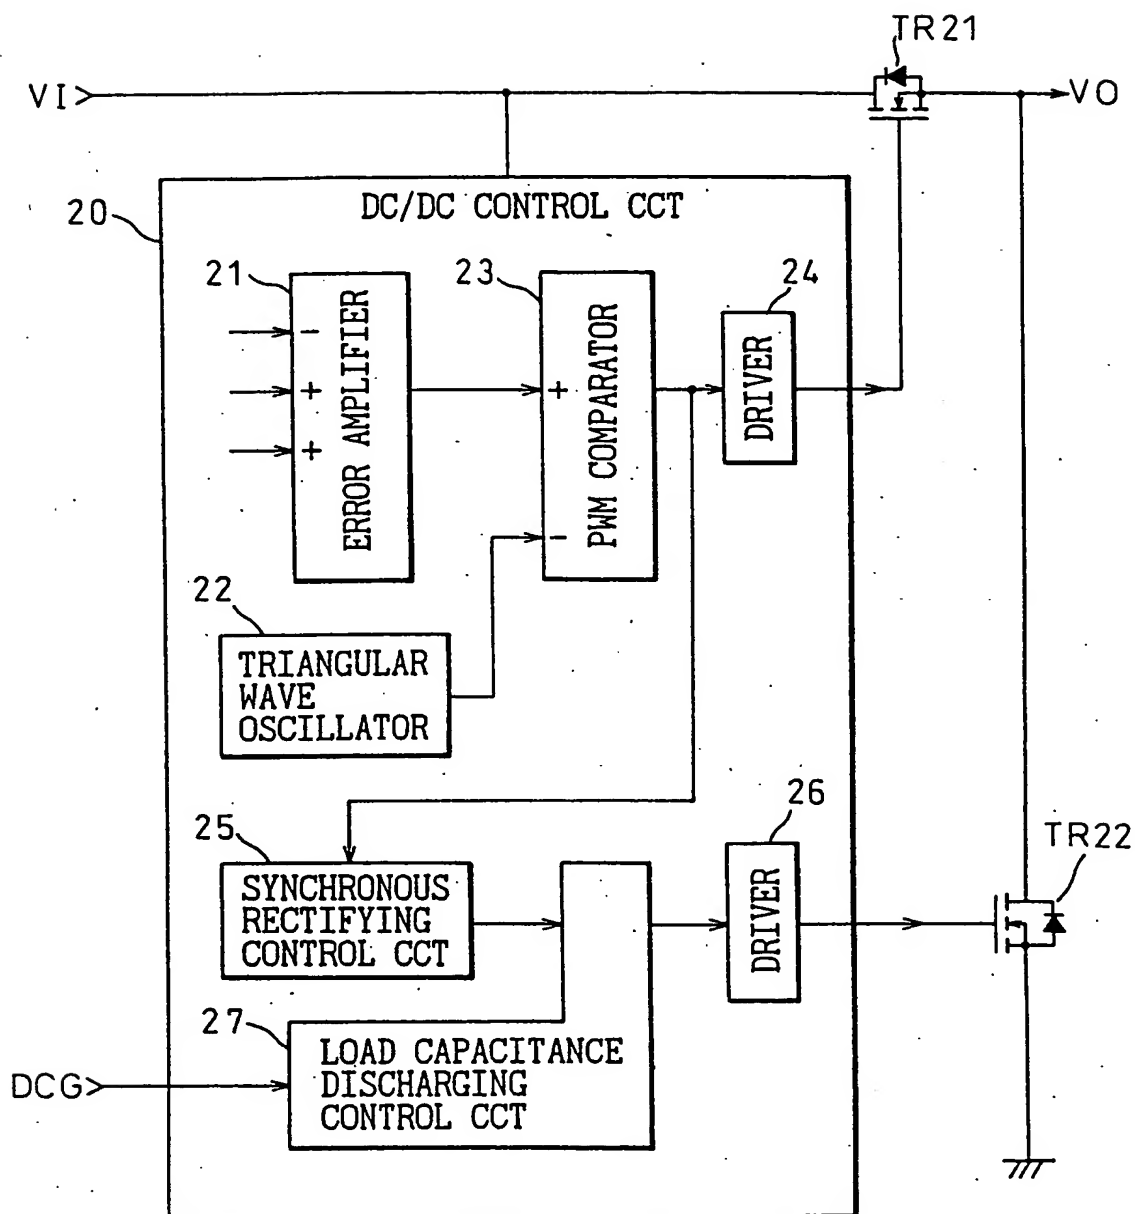 TR21
VI
VO
20
DC/DC CONTROL CCT
21
23
24
-
+
+
ERROR AMPLIFIER
+
-
PWM COMPARATOR
DRIVER
22
TRIANGULAR
WAVE
OSCILLATOR
25
26
TR22
SYNCHRONOUS
RECTIFYING
CONTROL CCT
DRIVER
27
DCG
LOAD CAPACITANCE
DISCHARGING
CONTROL CCT